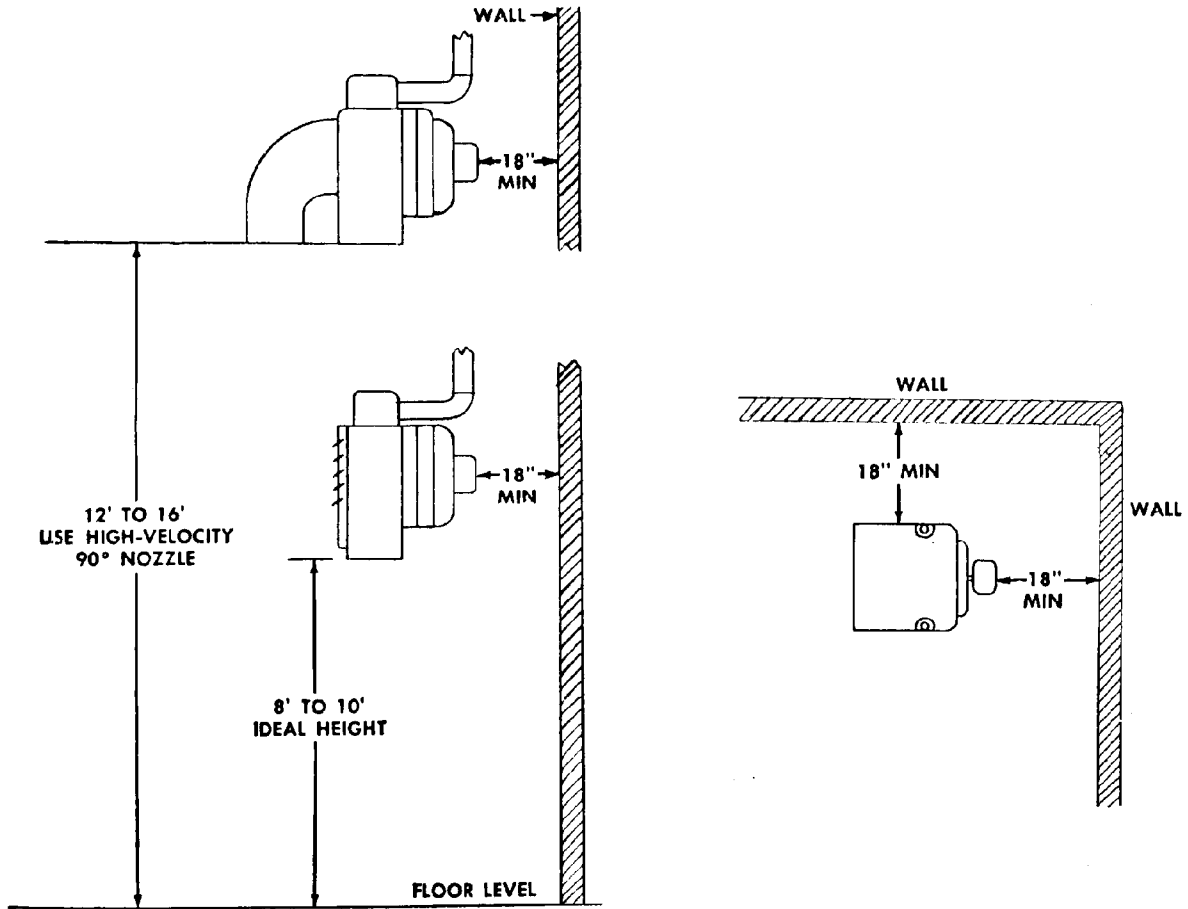 WALL
18"
MIN
18"
MIN
12' TO 16'
USE HIGH-VELOCITY
90° NOZZLE
8' TO 10'
IDEAL HEIGHT
FLOOR LEVEL
WALL
18" MIN
WALL
18"
MIN